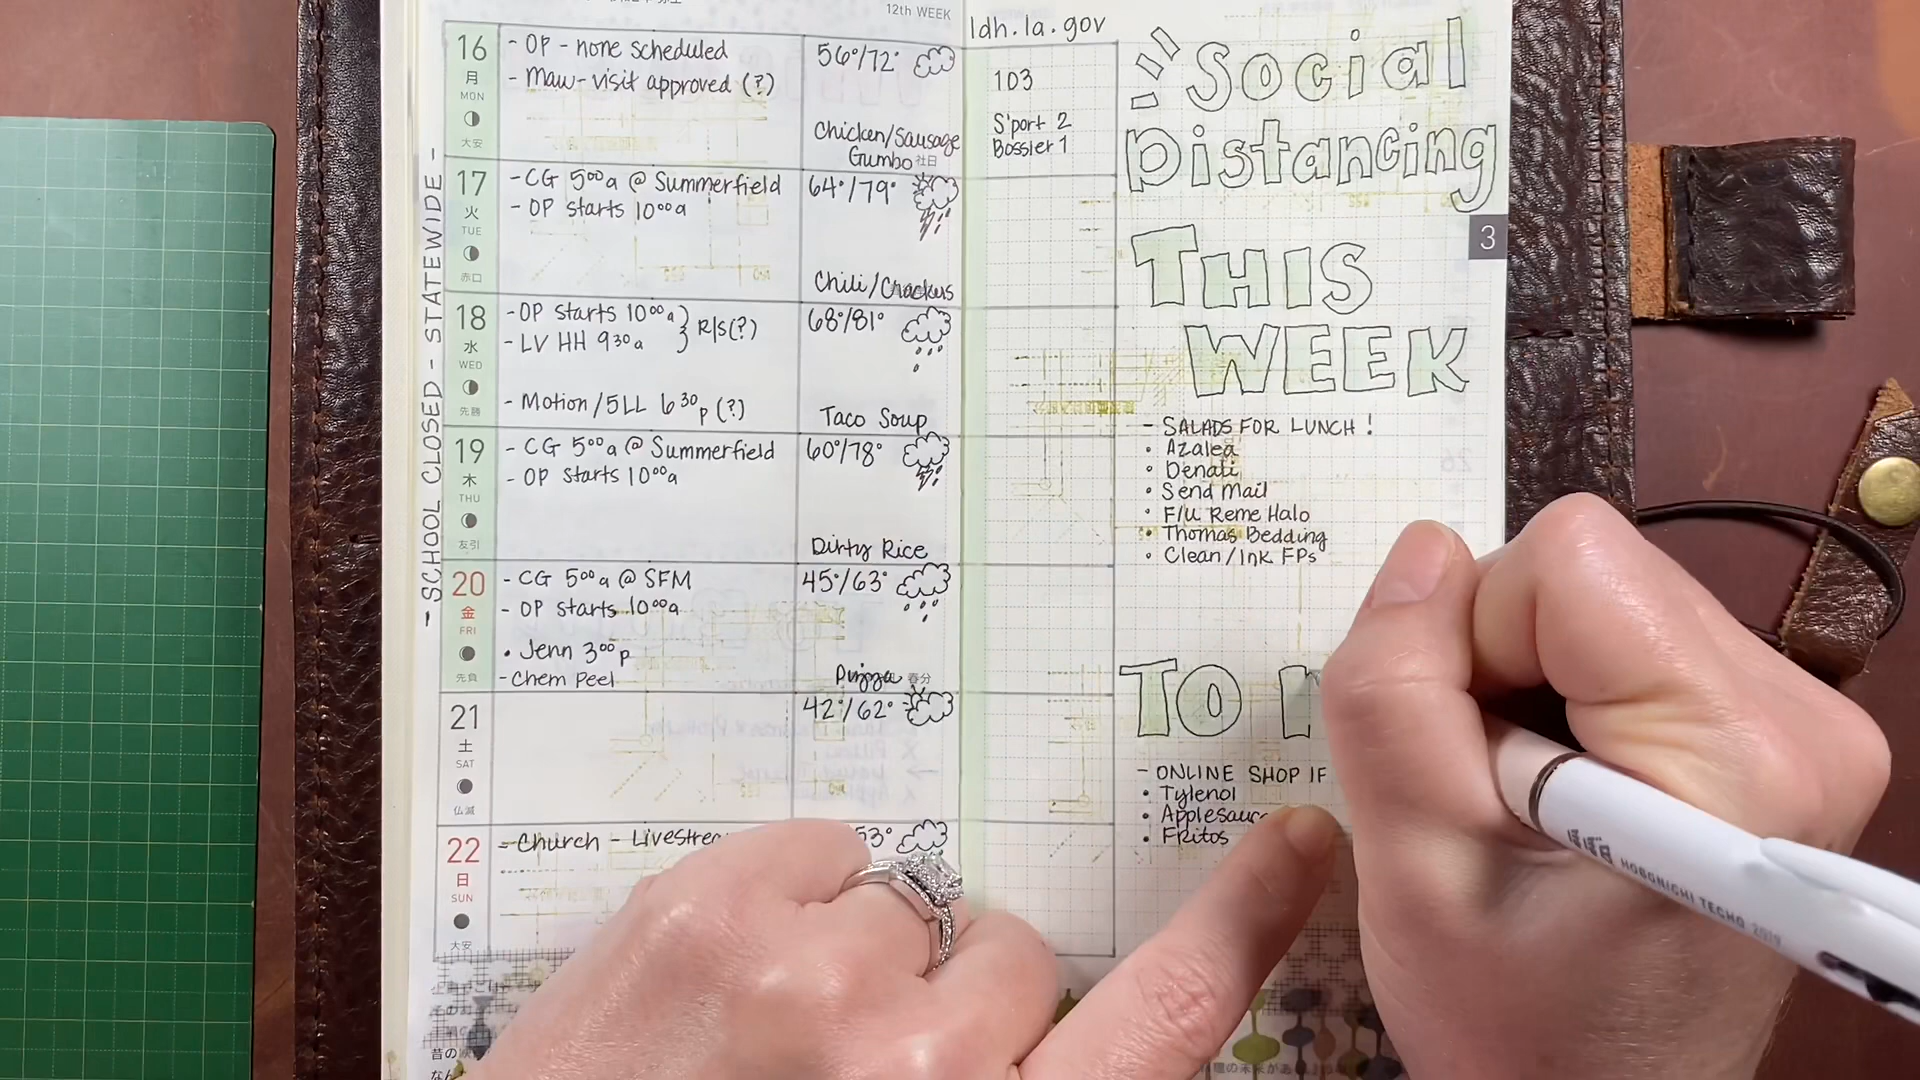 12th WEEK
- SCHOOL CLOSED - STATEWIDE -
16
月
MON
大安
- OP - none scheduled
- Maw - visit approved (?)
56°/72°
Chicken/Sausage
Gumbo
社日
17
火
TUE
赤口
- CG 5⁰⁰a @ Summerfield
- OP starts 10⁰⁰a
64°/79°
Chili/Crackers
18
水
WED
先勝
- OP starts 10⁰⁰a
- LV HH 9³⁰a
} R/S(?)
- Motion/5LL 6³⁰p (?)
68°/81°
Taco Soup
19
木
THU
友引
- CG 5⁰⁰a @ Summerfield
- OP starts 10⁰⁰a
60°/78°
Dirty Rice
20
金
FRI
先負
- CG 5⁰⁰a @ SFM
- OP starts 10⁰⁰a
• Jenn 3⁰⁰p
- Chem Peel
45°/63°
Pizza
春分
21
土
SAT
仏滅
42°/62°
22
日
SUN
大安
- Church - Livestrea
53°
ldh.la.gov
103
S'port 2
Bossier 1
Social
Distancing
3
THIS
WEEK
- SALADS FOR LUNCH !
• Azalea
• Denali
• Send Mail
• F/U Reme Halo
• Thomas Bedding
• Clean/Ink FPs
TO
- ONLINE SHOP IF
• Tylenol
• Applesauce
• Fritos
ほぼ日 HOBONICHI TECHO 2019